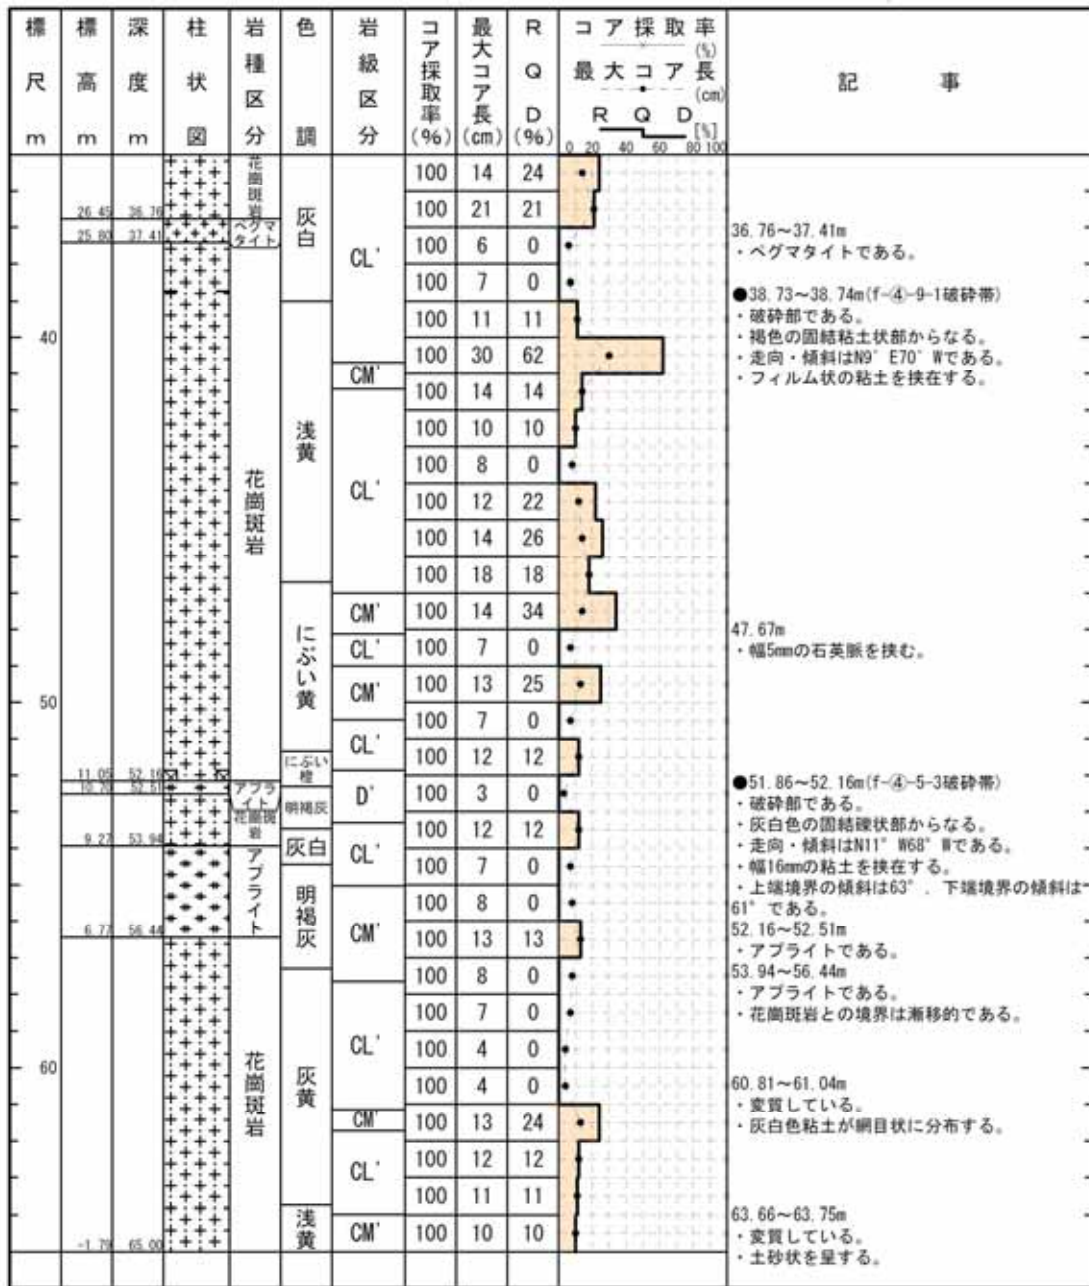 標尺 m
標高 m
深度 m
柱状図
岩種区分
色調
岩級区分
コア採取率(%)
最大コア長(cm)
RQD(%)
コア採取率(%)
最大コア長(cm)
RQD[%]
0 20 40 60 80 100
記事
花崗斑岩
灰白
CL'
100 14 24
100 21 21
26.45 36.76
ペグマタイト
25.80 37.41
36.76～37.41m
・ペグマタイトである。
100 6 0
100 7 0
●38.73～38.74m(f-④-9-1破砕帯)
・破砕部である。
・褐色の固結粘土状部からなる。
・走向・傾斜はN9°E70°Wである。
・フィルム状の粘土を挟在する。
100 11 11
40
100 30 62
CM'
100 14 14
浅黄
100 10 10
100 8 0
花崗斑岩
CL'
100 12 22
100 14 26
100 18 18
にぶい黄
CM'
100 14 34
47.67m
・幅5mmの石英脈を挟む。
CL'
100 7 0
CM'
100 13 25
50
100 7 0
CL'
にぶい橙
100 12 12
11.05 52.16
10.70 52.51
アプライト
花崗斑岩
明褐灰
D'
100 3 0
●51.86～52.16m(f-④-5-3破砕帯)
・破砕部である。
・灰白色の固結礫状部からなる。
・走向・傾斜はN11°W68°Wである。
・幅16mmの粘土を挟在する。
・上端境界の傾斜は63°、下端境界の傾斜は
61°である。
100 12 12
9.27 53.94
灰白
CL'
アプライト
100 7 0
明褐灰
100 8 0
CM'
100 13 13
6.77 56.44
52.16～52.51m
・アプライトである。
53.94～56.44m
・アプライトである。
・花崗斑岩との境界は漸移的である。
100 8 0
100 7 0
CL'
100 4 0
60
花崗斑岩
灰黄
100 4 0
60.81～61.04m
・変質している。
・灰白色粘土が網目状に分布する。
CM'
100 13 24
100 12 12
CL'
100 11 11
浅黄
CM'
100 10 10
63.66～63.75m
・変質している。
・土砂状を呈する。
-1.79 65.00